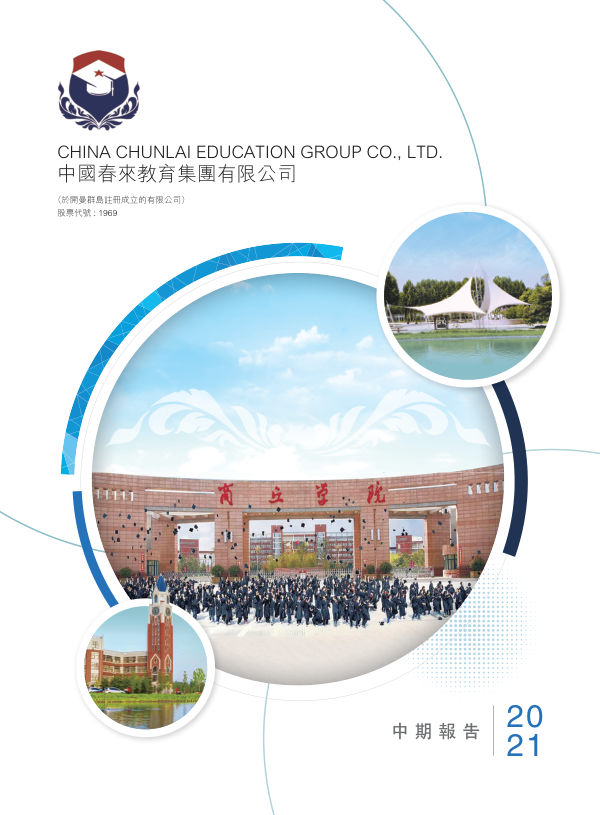 CHINA CHUNLAI EDUCATION GROUP CO., LTD.
中國春來教育集團有限公司
(於開曼群島註冊成立的有限公司)
股票代號 : 1969
商丘学院
中期報告
20
21